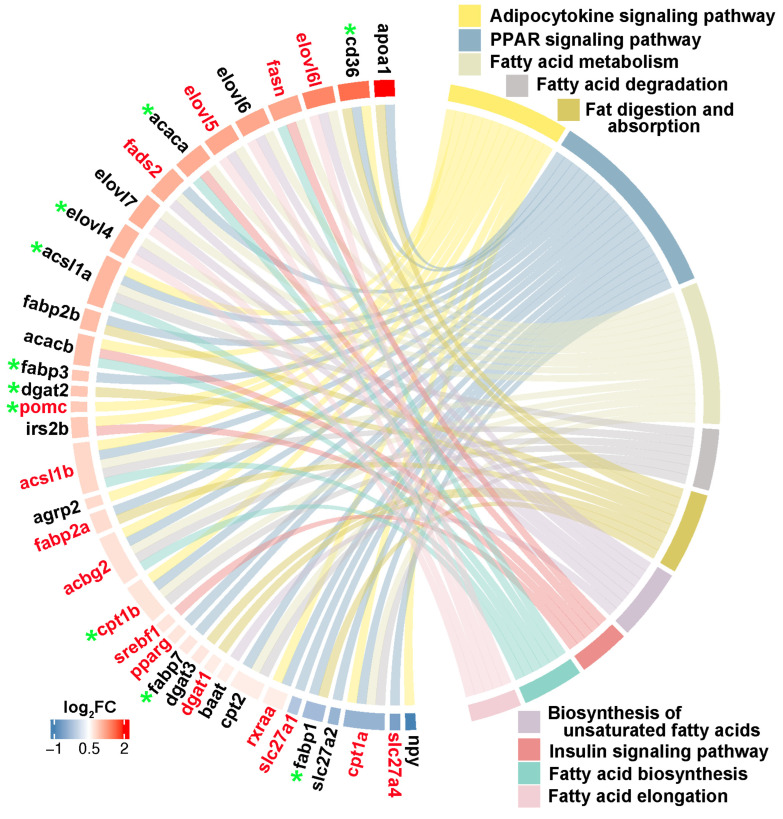 Adipocytokine signaling pathway
PPAR signaling pathway
Fatty acid metabolism
Fatty acid degradation
Fat digestion and
absorption
apoa1
*cd36
elovl6l
fasn
elovl6
elovl5
*acaca
fads2
elovl7
*elovl4
*acsl1a
fabp2b
acacb
*fabp3
*dgat2
*pomc
irs2b
acsl1b
agrp2
fabp2a
acbg2
*cpt1b
srebf1
pparg
*fabp7
dgat3
dgat1
baat
cpt2
rxraa
slc27a1
*fabp1
slc27a2
cpt1a
slc27a4
npy
log2FC
-1 0.5 2
Biosynthesis of
unsaturated fatty acids
Insulin signaling pathway
Fatty acid biosynthesis
Fatty acid elongation